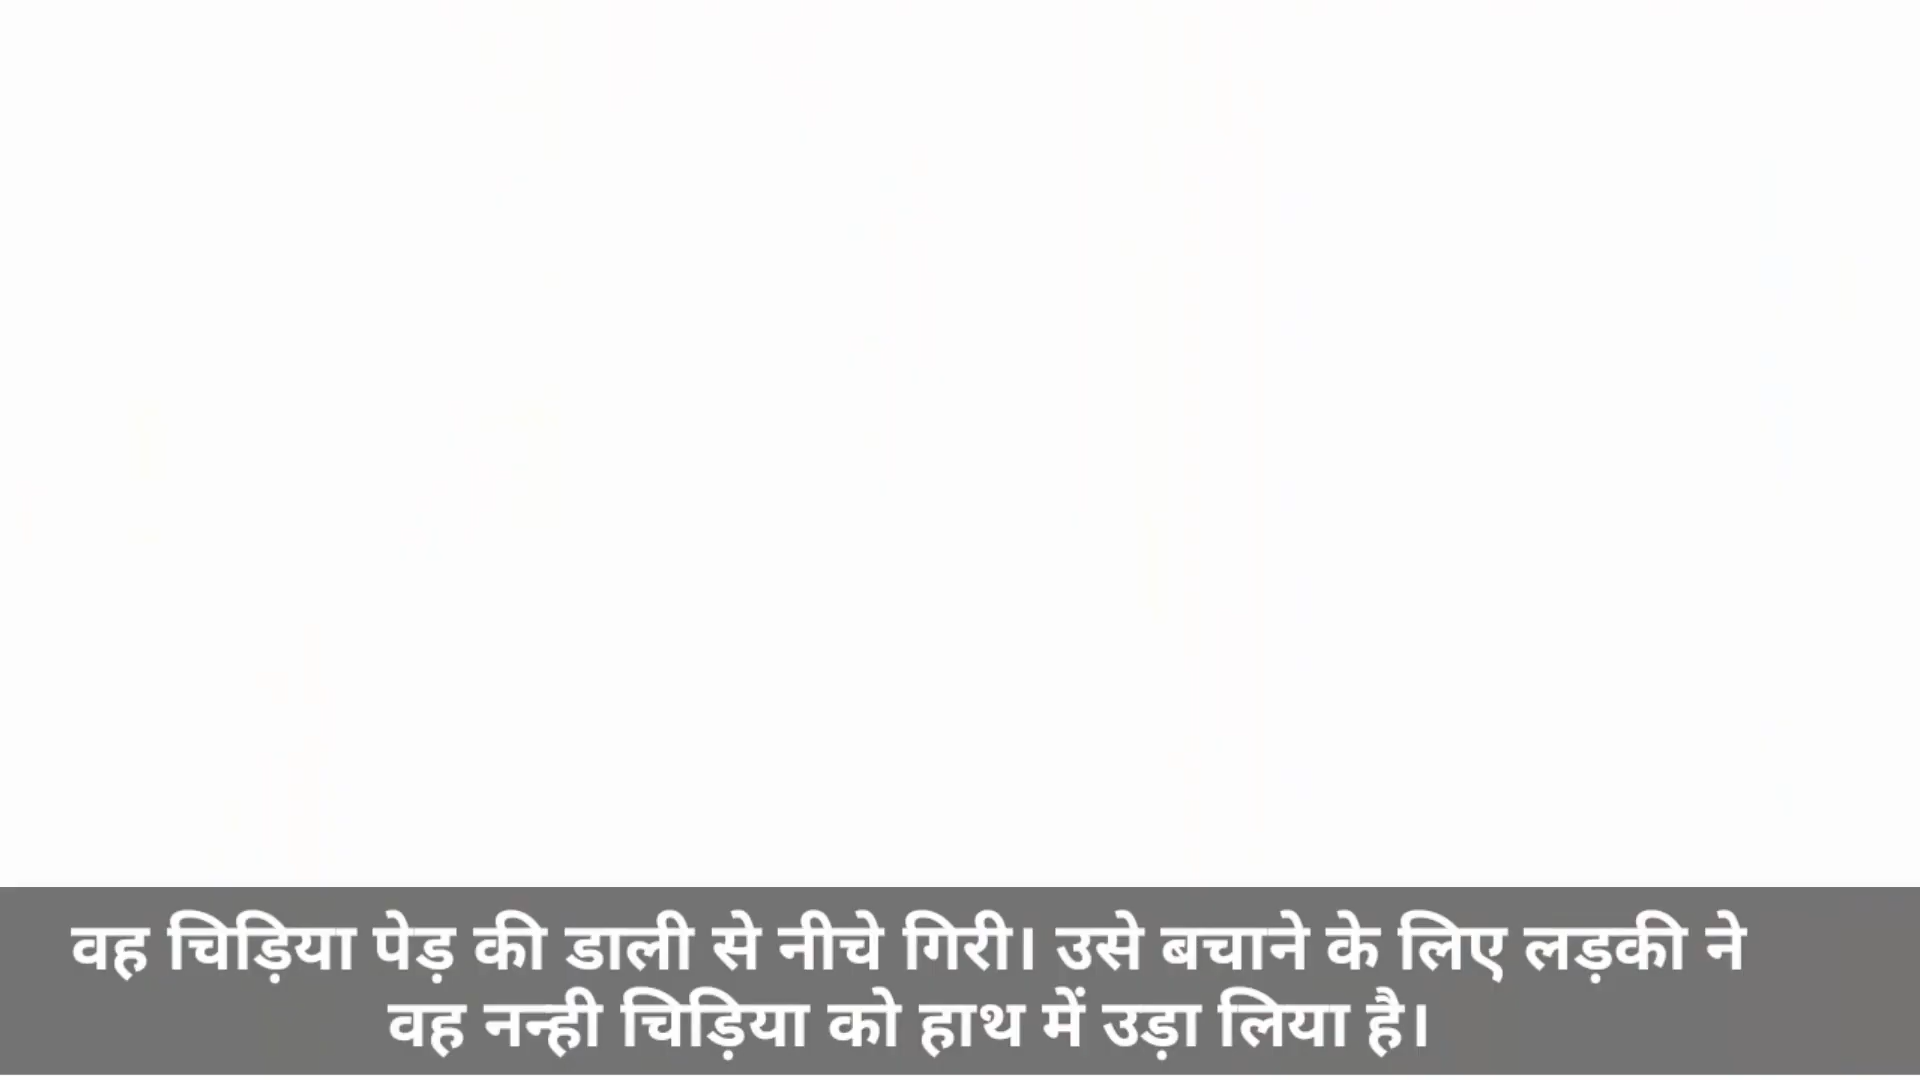 वह चिड़िया पेड़ की डाली से नीचे गिरी। उसे बचाने के लिए लड़की ने
वह नन्ही चिड़िया को हाथ में उड़ा लिया है।